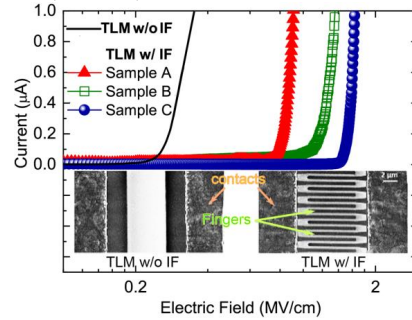 1.0
0.8
0.6
0.4
0.2
0.0
Current (μA)
TLM w/o IF
TLM w/ IF
Sample A
Sample B
Sample C
contacts
Fingers
2 μm
TLM w/o IF
TLM w/ IF
0.2
2
Electric Field (MV/cm)